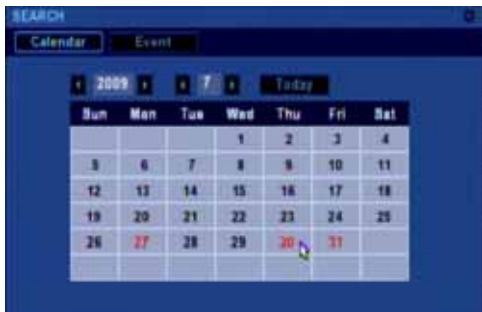 SEARCH
Calendar Event
2009 7 Today
Sun Mon Tue Wed Thu Fri Sat
1 2 3 4
5 6 7 8 9 10 11
12 13 14 15 16 17 18
19 20 21 22 23 24 25
26 27 28 29 30 31